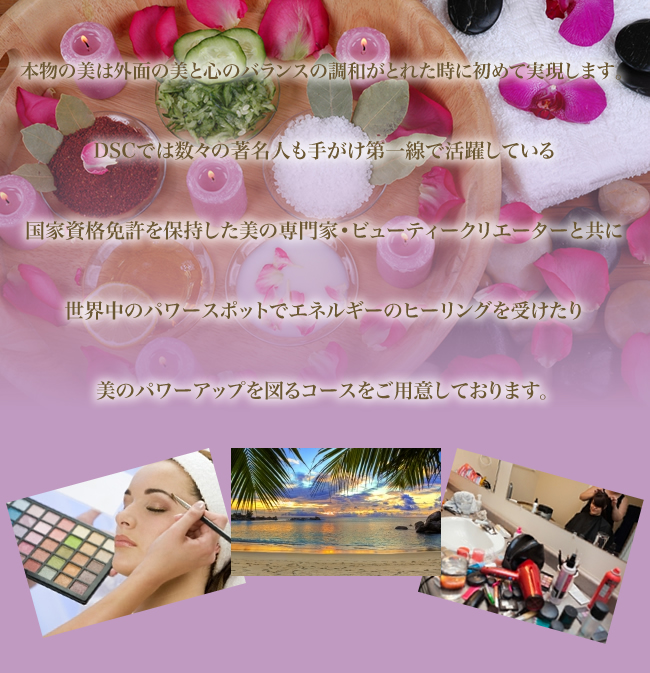 本物の美は外面の美と心のバランスの調和がとれた時に初めて実現します
DSCでは数々の著名人も手がけ第一線で活躍している
国家資格免許を保持した美の専門家・ビューティークリエーターと共に
世界中のパワースポットでエネルギーのヒーリングを受けたり
美のパワーアップを図るコースをご用意しております。